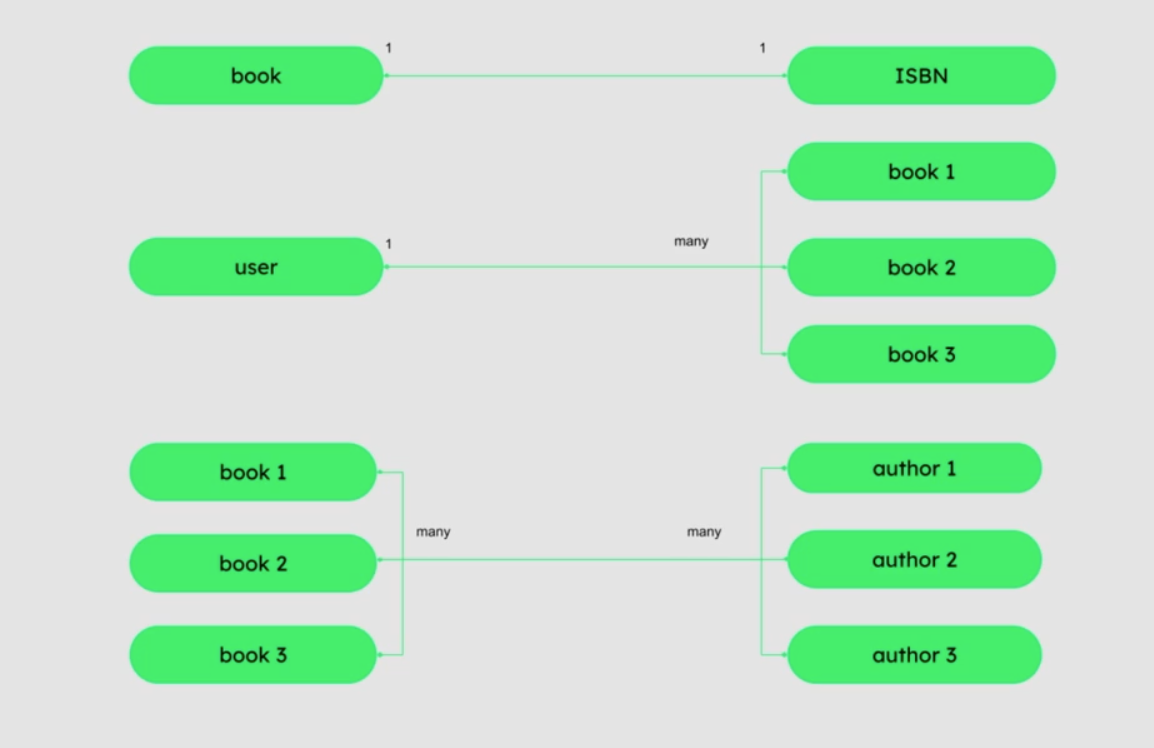 1
1
book
ISBN
book 1
1
many
user
book 2
book 3
book 1
author 1
many
many
book 2
author 2
book 3
author 3